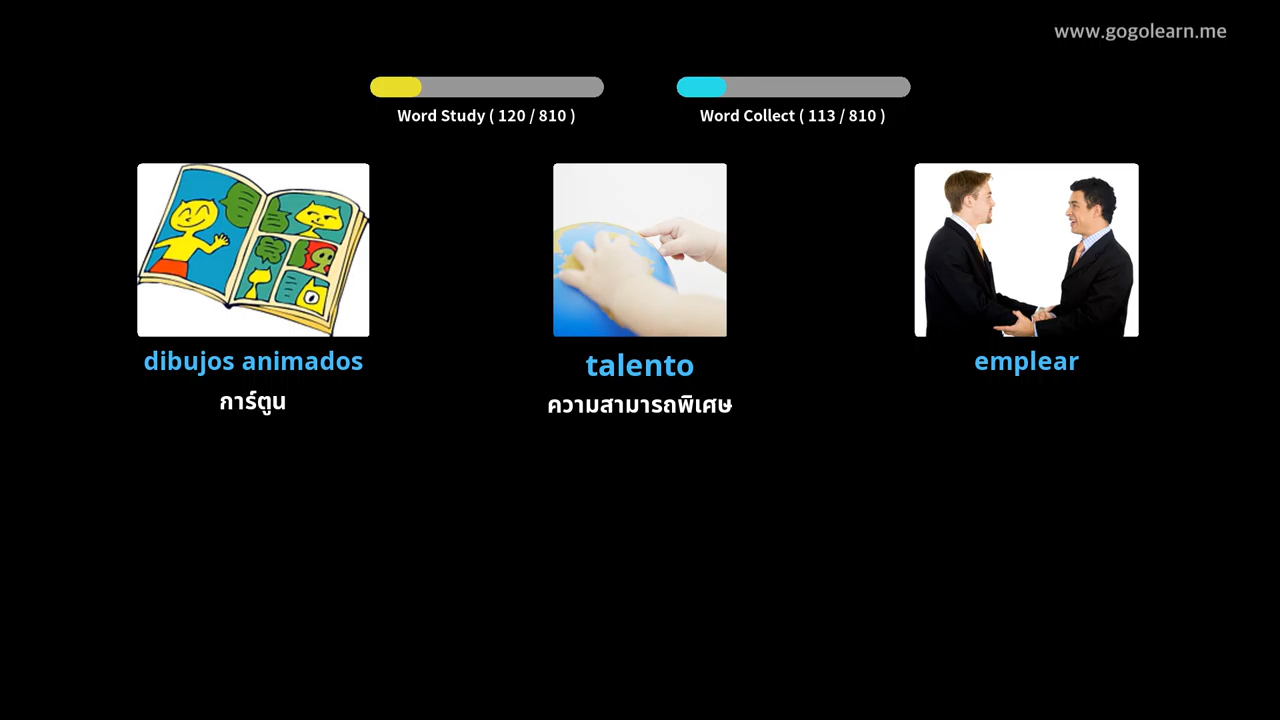 www.gogolearn.me
Word Study ( 120 / 810 )
Word Collect ( 113 / 810 )
dibujos animados
การ์ตูน
talento
ความสามารถพิเศษ
emplear